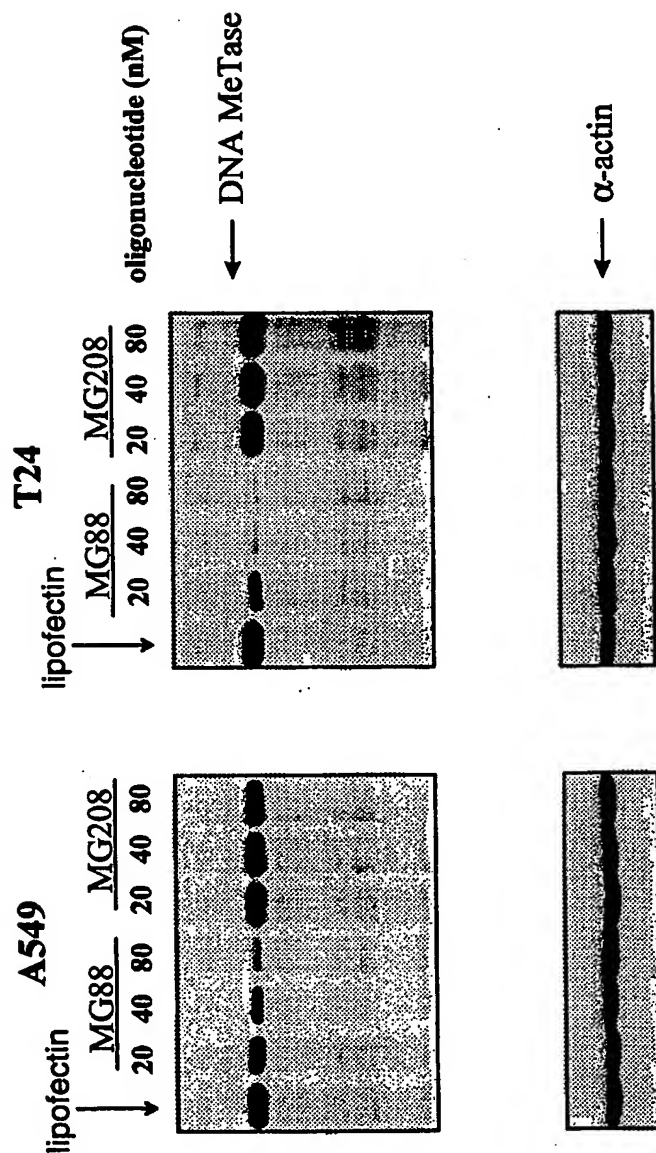 A549
T24
lipofectin
MG88
MG208
lipofectin
MG88
MG208
20 40 80 20 40 80
20 40 80 20 40 80
oligonucleotide (nM)
DNA MeTase
α-actin